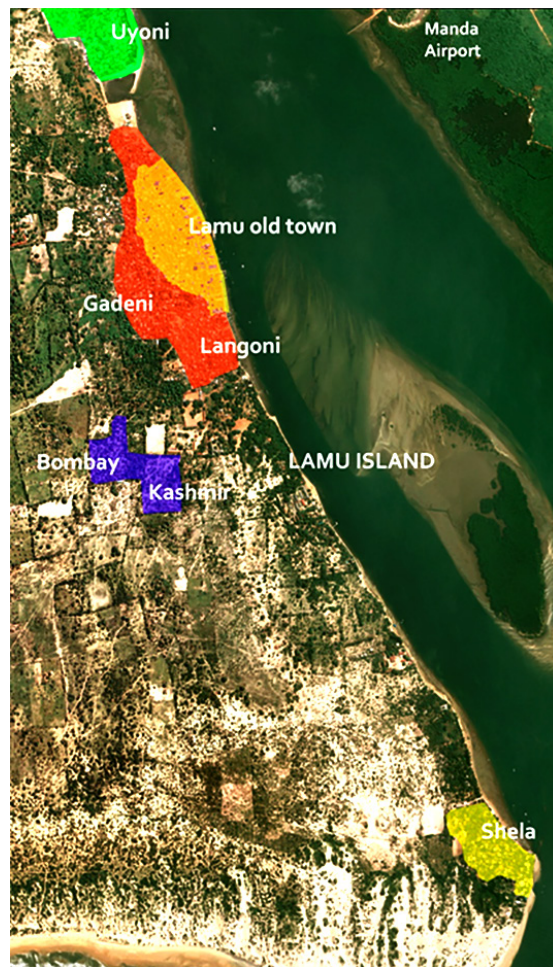 Uyoni
Manda
Airport
Lamu old town
Gadeni
Langoni
Bombay
LAMU ISLAND
Kashmir
Shela